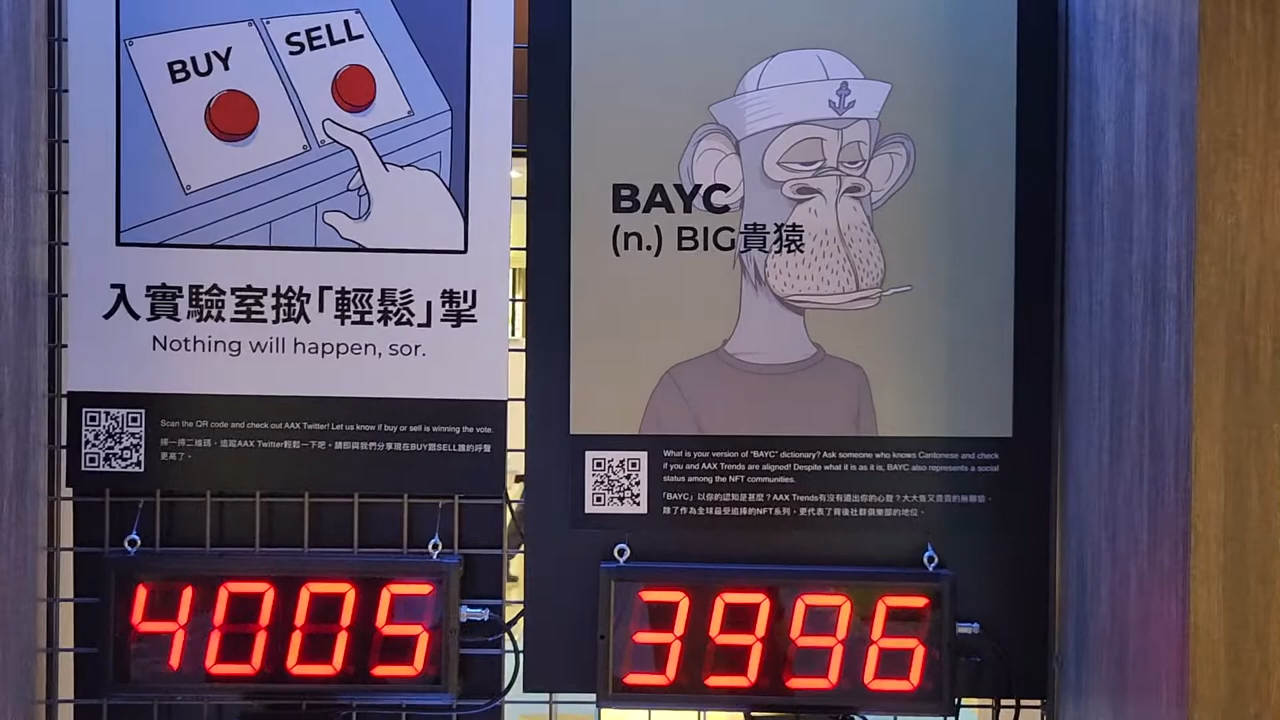 BUY
SELL
入實驗室撳「輕鬆」掣
Nothing will happen, sor.
Scan the QR code and check out AAX Twitter! Let us know if buy or sell is winning the vote.
掃一掃二維碼，追蹤AAX Twitter輕鬆一下吧。請即與我們分享現在BUY跟SELL誰的呼聲
更高了。
4005
BAYC
(n.) BIG貴猿
What is your version of "BAYC" dictionary? Ask someone who knows Cantonese and check
if you and AAX Trends are aligned! Despite what it is as it is, BAYC also represents a social
status among the NFT communities.
「BAYC」以你的認知是甚麼？AAX Trends有沒有道出你的心聲？大大隻又貴貴的無聊猿，
除了作為全球最受追捧的NFT系列，更代表了背後社群俱樂部的地位。
3996